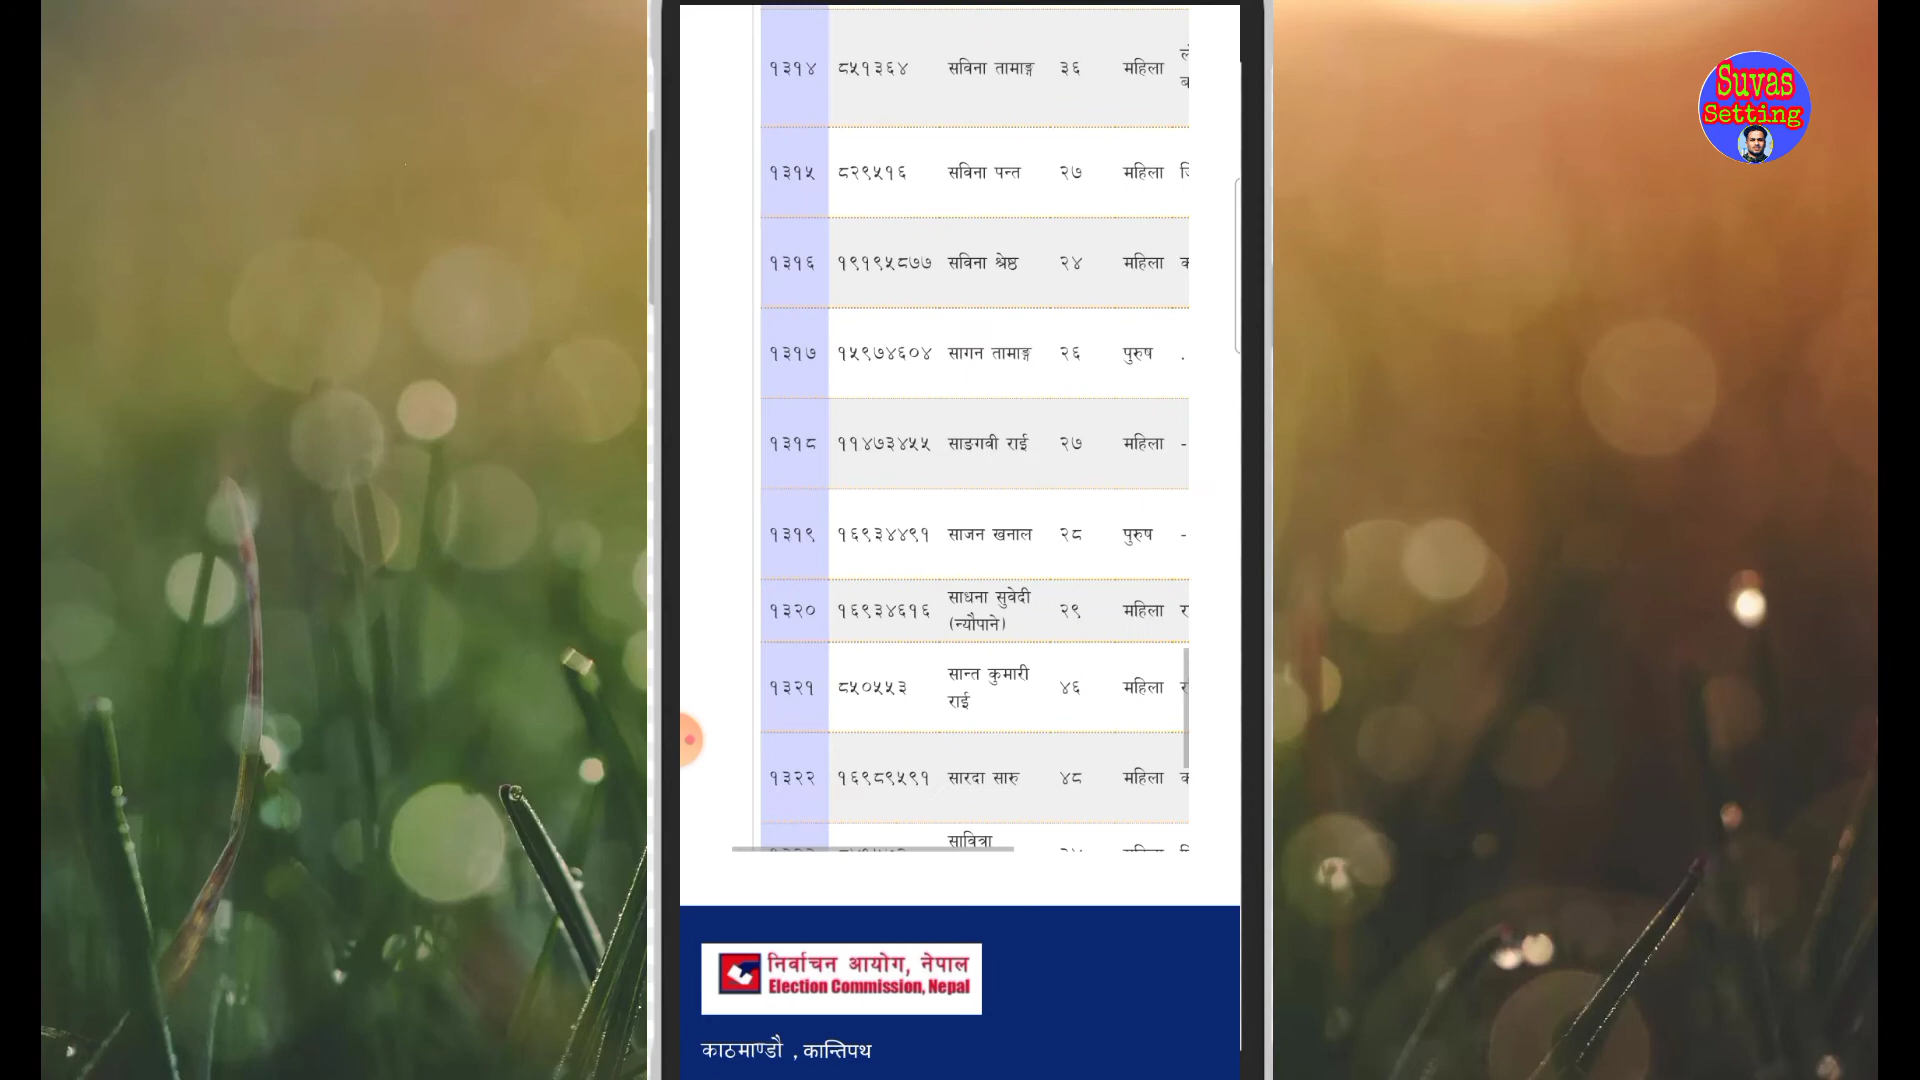 १३१४ ८५१३६४ सविना तामाङ्ग ३६ महिला
१३१५ ८२९५१६ सविना पन्त २७ महिला
१३१६ १९१९५८७७ सविना श्रेष्ठ २४ महिला
१३१७ १५९७४६०४ सागन तामाङ्ग २६ पुरुष .
१३१८ ११४७३४५५ साङगवी राई २७ महिला -
१३१९ १६९३४४९१ साजन खनाल २८ पुरुष -
१३२० १६९३४६१६ साधना सुवेदी २९ महिला
(न्यौपाने)
१३२१ ८५०५५३ सान्त कुमारी ४६ महिला
राई
१३२२ १६९८९५९१ सारदा सारु ४८ महिला
सावित्रा
निर्वाचन आयोग, नेपाल
Election Commission, Nepal
काठमाण्डौ , कान्तिपथ
Suvas
Setting